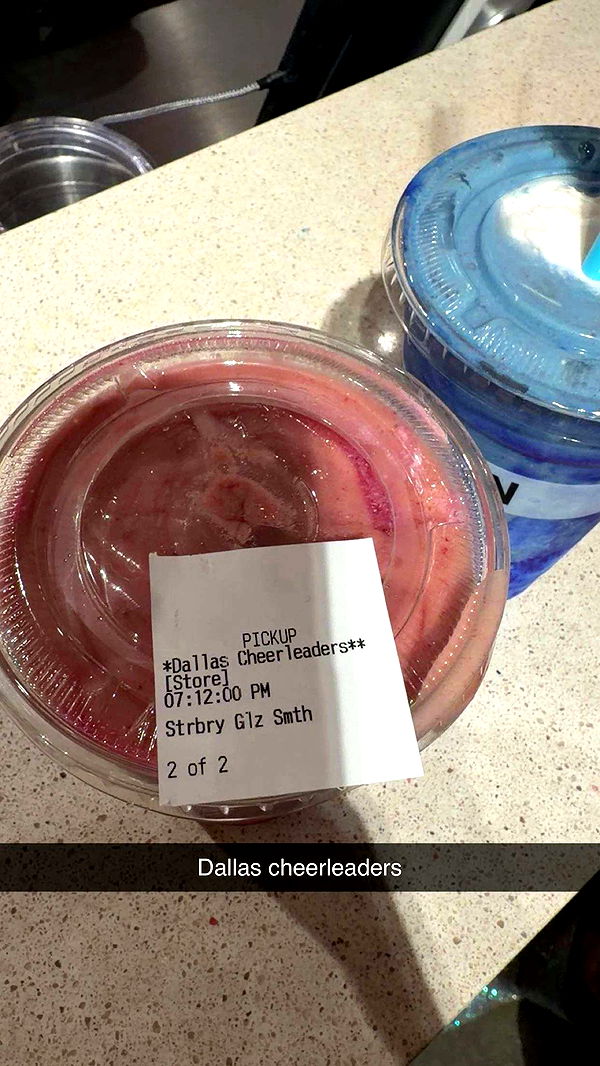 PICKUP
*Dallas Cheerleaders**
[Store]
07:12:00 PM
Strbry Glz Smth
2 of 2
Dallas cheerleaders